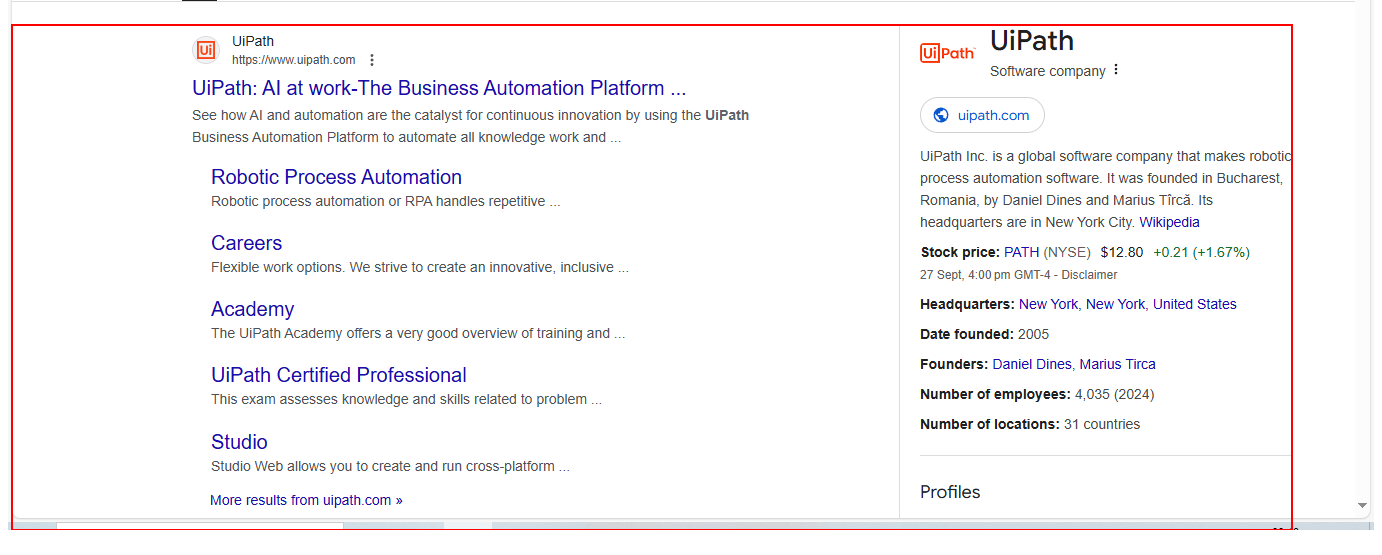 UiPath
https://www.uipath.com
UiPath: AI at work-The Business Automation Platform ...
See how AI and automation are the catalyst for continuous innovation by using the UiPath
Business Automation Platform to automate all knowledge work and ...
Robotic Process Automation
Robotic process automation or RPA handles repetitive ...
Careers
Flexible work options. We strive to create an innovative, inclusive ...
Academy
The UiPath Academy offers a very good overview of training and ...
UiPath Certified Professional
This exam assesses knowledge and skills related to problem ...
Studio
Studio Web allows you to create and run cross-platform ...
More results from uipath.com »
UiPath
UiPath
Software company
uipath.com
UiPath Inc. is a global software company that makes robotic
process automation software. It was founded in Bucharest,
Romania, by Daniel Dines and Marius Tîrcă. Its
headquarters are in New York City. Wikipedia
Stock price: PATH (NYSE) $12.80 +0.21 (+1.67%)
27 Sept, 4:00 pm GMT-4 - Disclaimer
Headquarters: New York, New York, United States
Date founded: 2005
Founders: Daniel Dines, Marius Tirca
Number of employees: 4,035 (2024)
Number of locations: 31 countries
Profiles